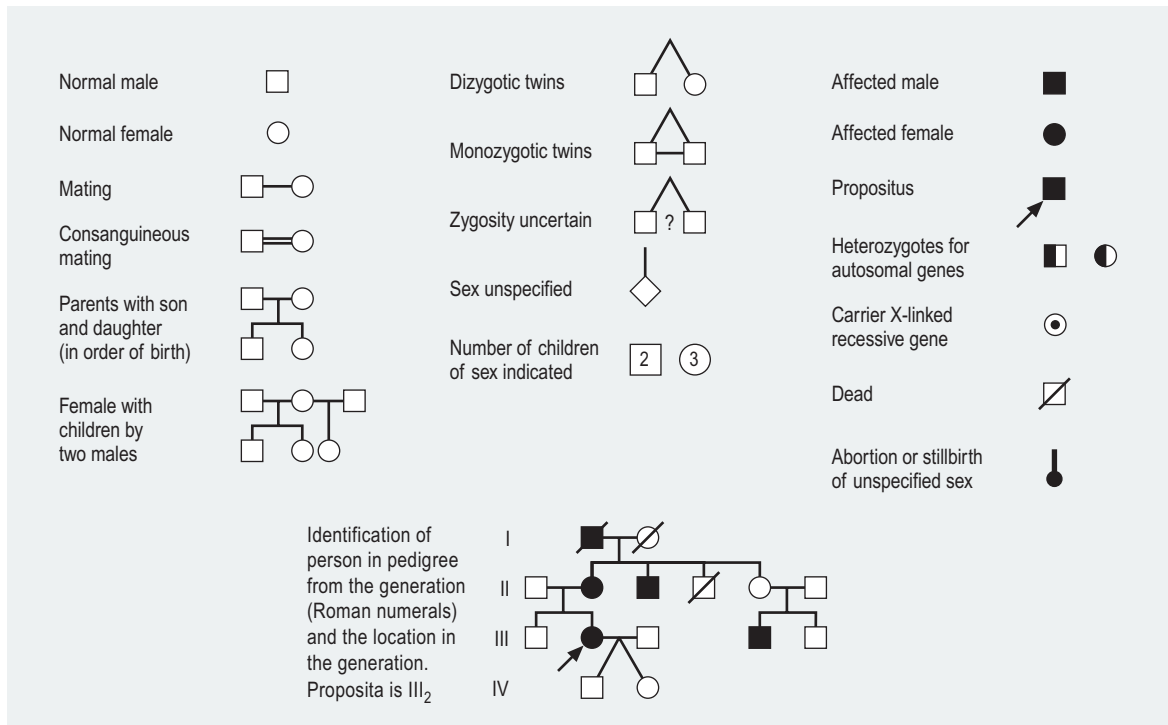 Normal male
Normal female
Mating
Consanguineous
mating
Parents with son
and daughter
(in order of birth)
Female with
children by
two males
Dizygotic twins
Monozygotic twins
Zygosity uncertain
?
Sex unspecified
Number of children
of sex indicated
2 3
Affected male
Affected female
Propositus
Heterozygotes for
autosomal genes
Carrier X-linked
recessive gene
Dead
Abortion or stillbirth
of unspecified sex
Identification of
person in pedigree
from the generation
(Roman numerals)
and the location in
the generation.
Proposita is III2
I
II
III
IV